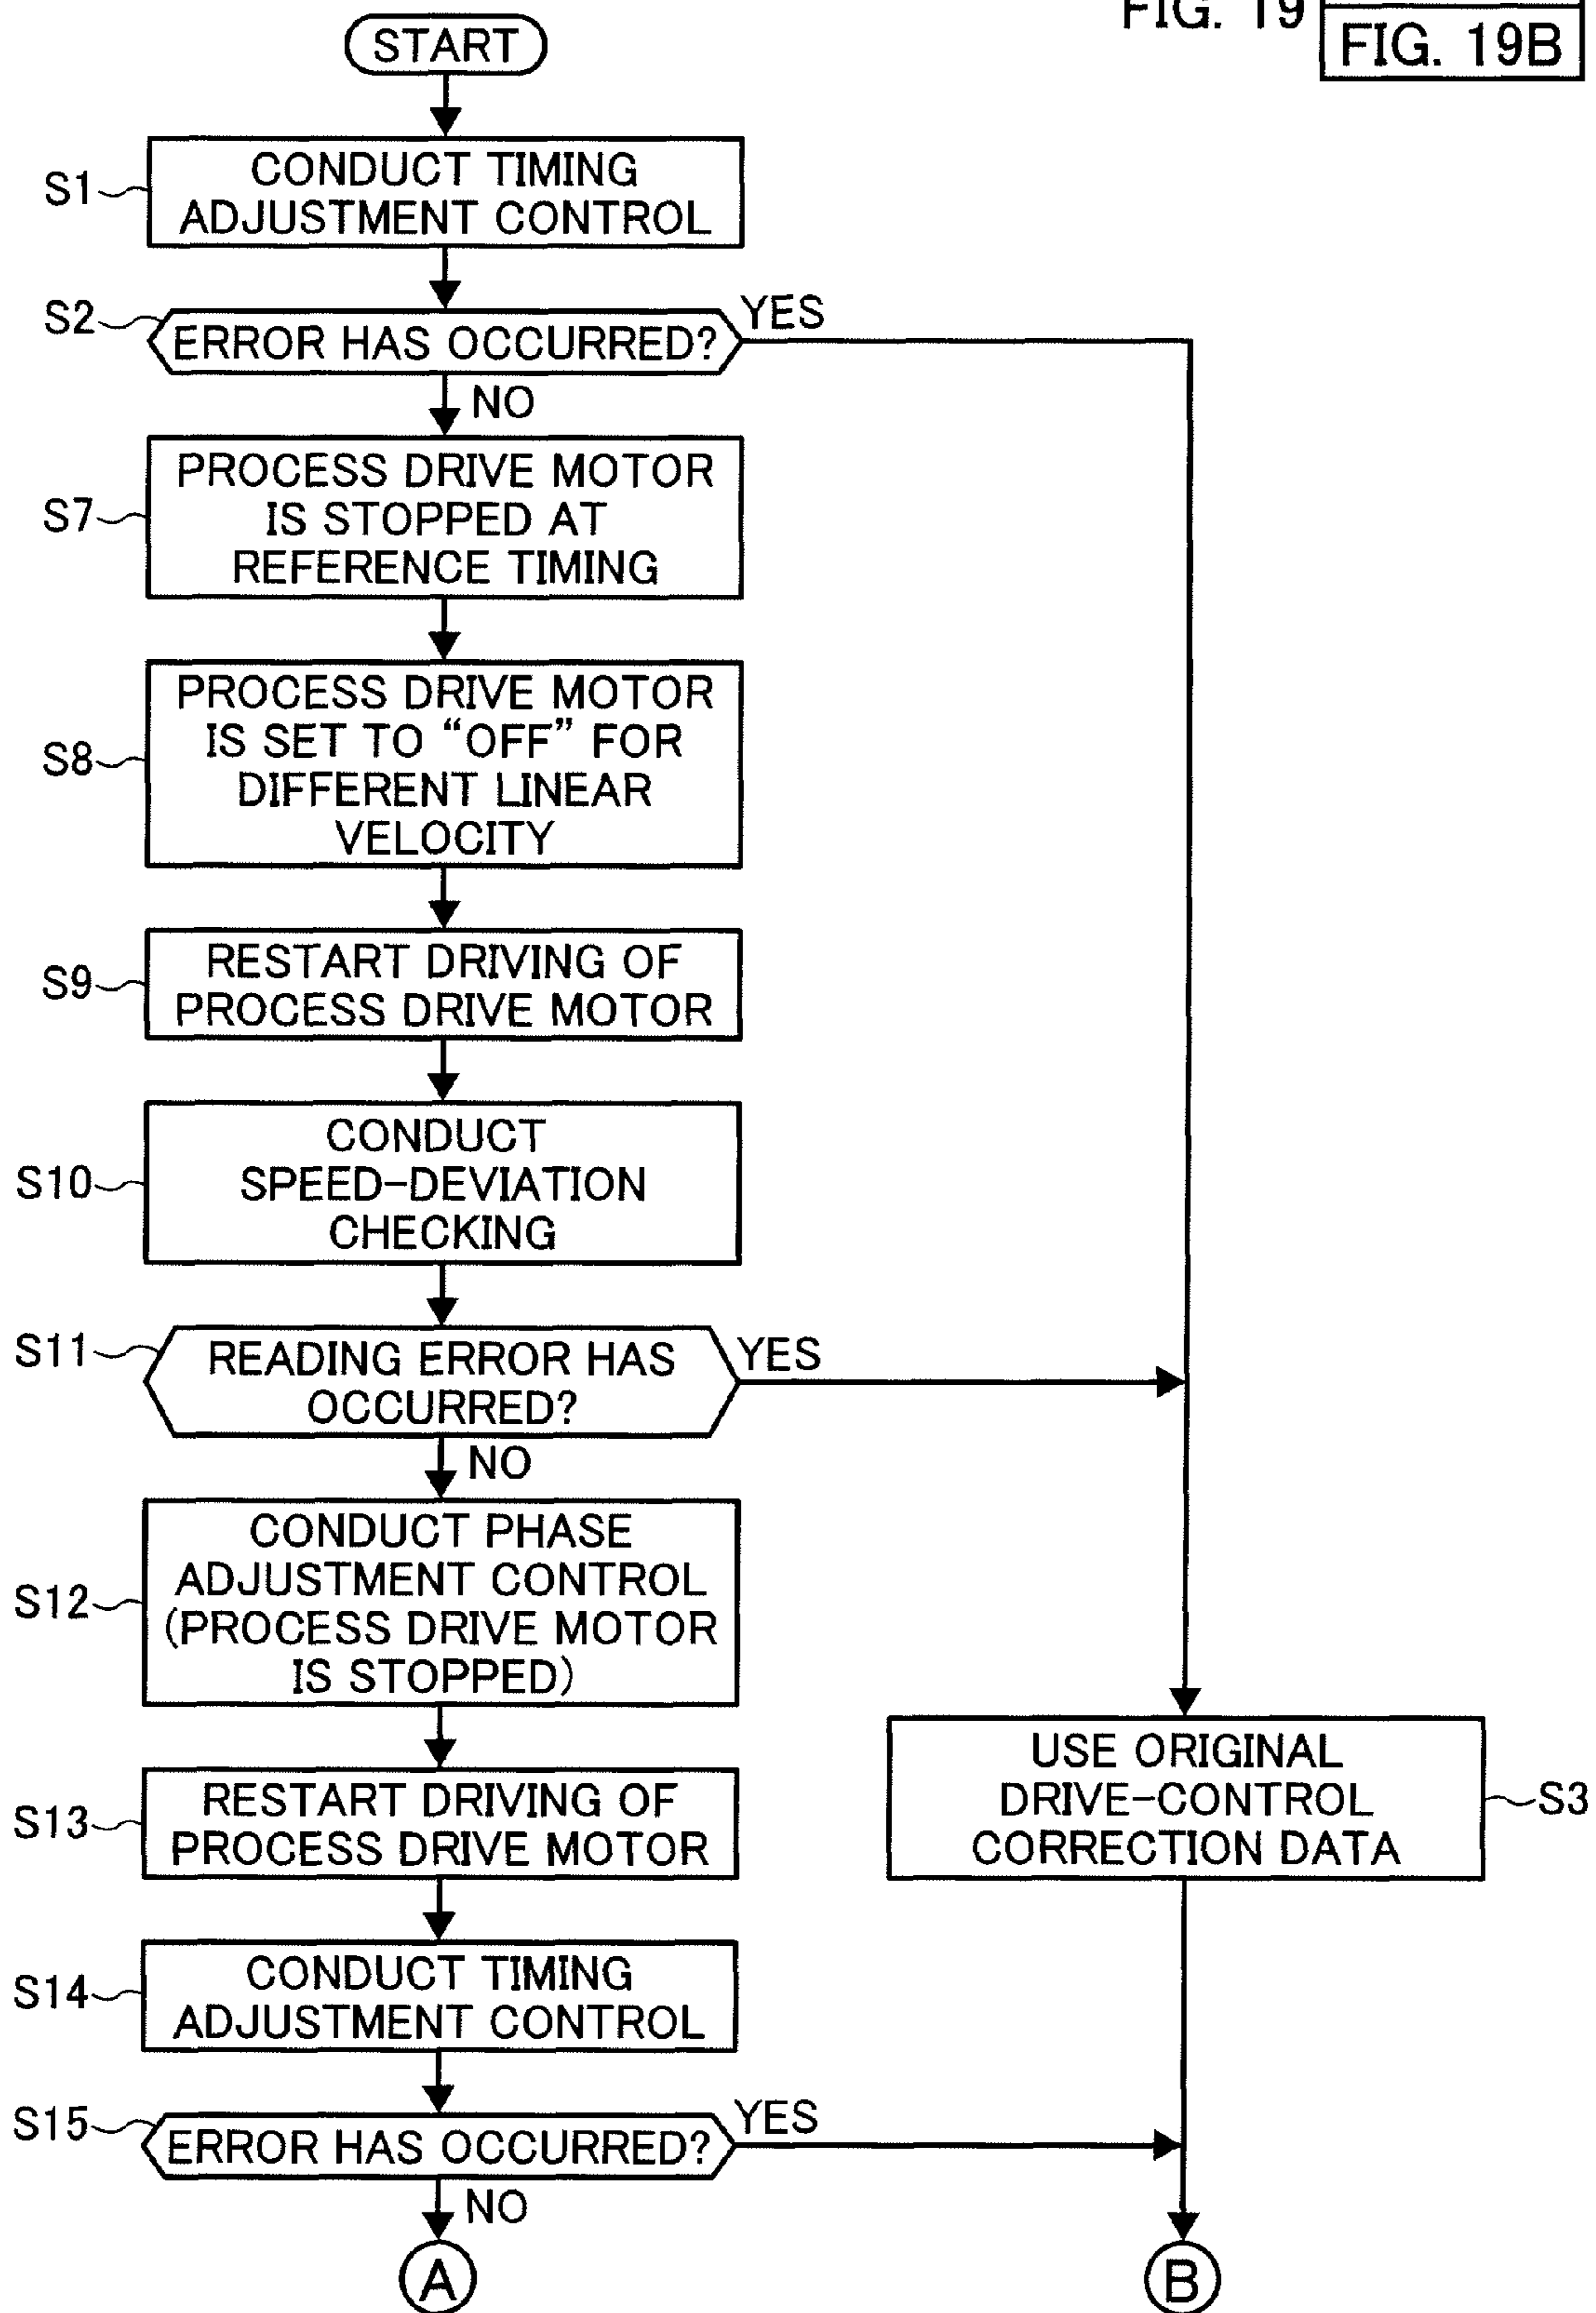 FIG. 19
FIG. 19B
START
S1
CONDUCT TIMING
ADJUSTMENT CONTROL
S2
ERROR HAS OCCURRED?
YES
NO
S7
PROCESS DRIVE MOTOR
IS STOPPED AT
REFERENCE TIMING
S8
PROCESS DRIVE MOTOR
IS SET TO “OFF” FOR
DIFFERENT LINEAR
VELOCITY
S9
RESTART DRIVING OF
PROCESS DRIVE MOTOR
S10
CONDUCT
SPEED-DEVIATION
CHECKING
S11
READING ERROR HAS
OCCURRED?
YES
NO
S12
CONDUCT PHASE
ADJUSTMENT CONTROL
(PROCESS DRIVE MOTOR
IS STOPPED)
USE ORIGINAL
DRIVE-CONTROL
CORRECTION DATA
S3
S13
RESTART DRIVING OF
PROCESS DRIVE MOTOR
S14
CONDUCT TIMING
ADJUSTMENT CONTROL
S15
ERROR HAS OCCURRED?
YES
NO
A
B